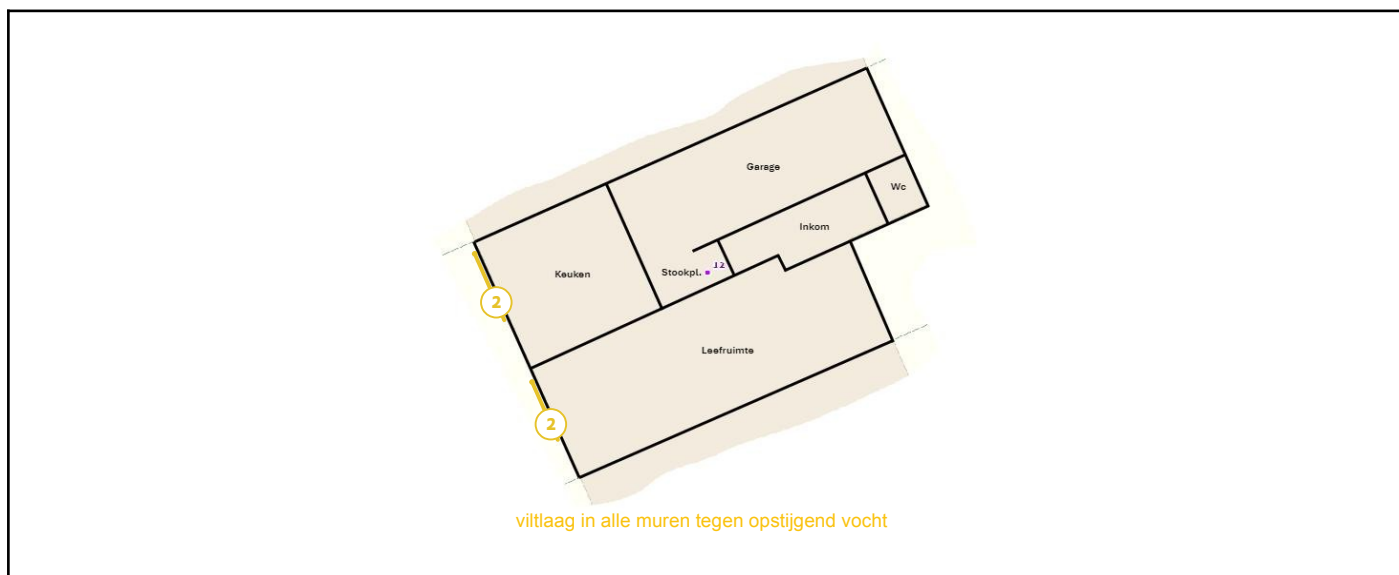 Garage
Wc
Inkom
Keuken
Stookpl.
12
2
Leefruimte
2
viltlaag in alle muren tegen opstijgend vocht